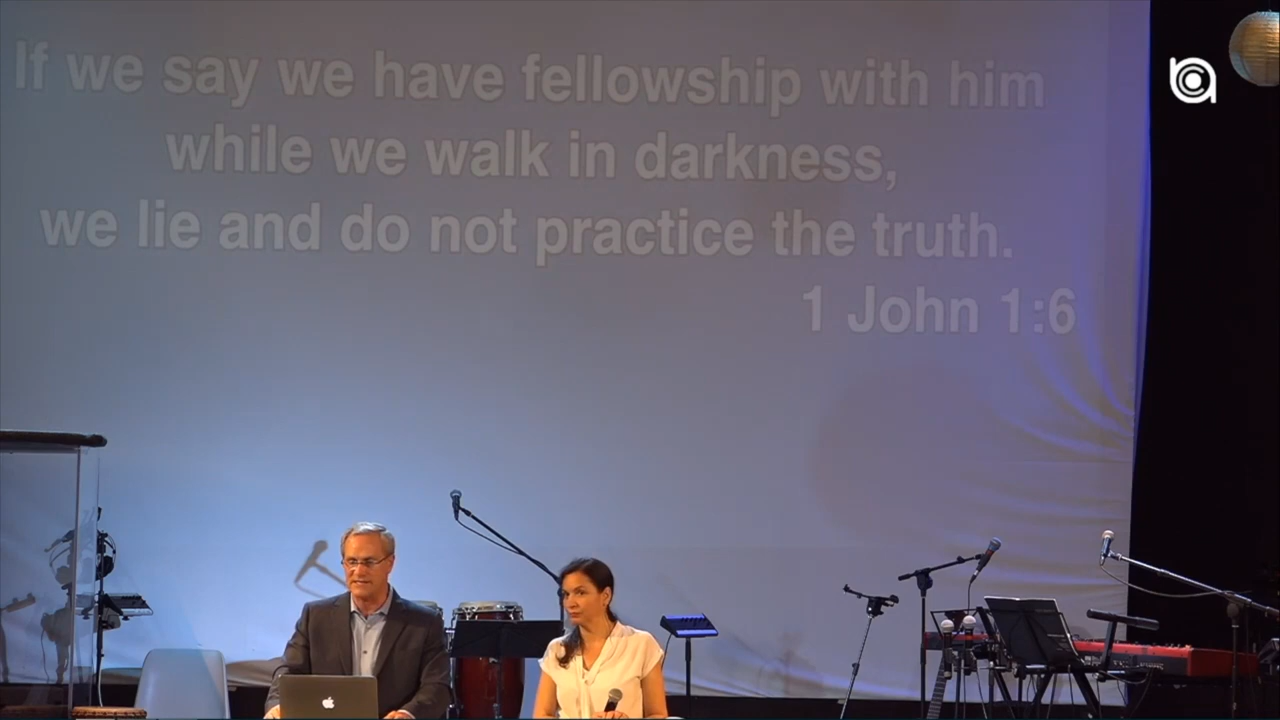 If we say we have fellowship with him
while we walk in darkness,
we lie and do not practice the truth.
1 John 1:6